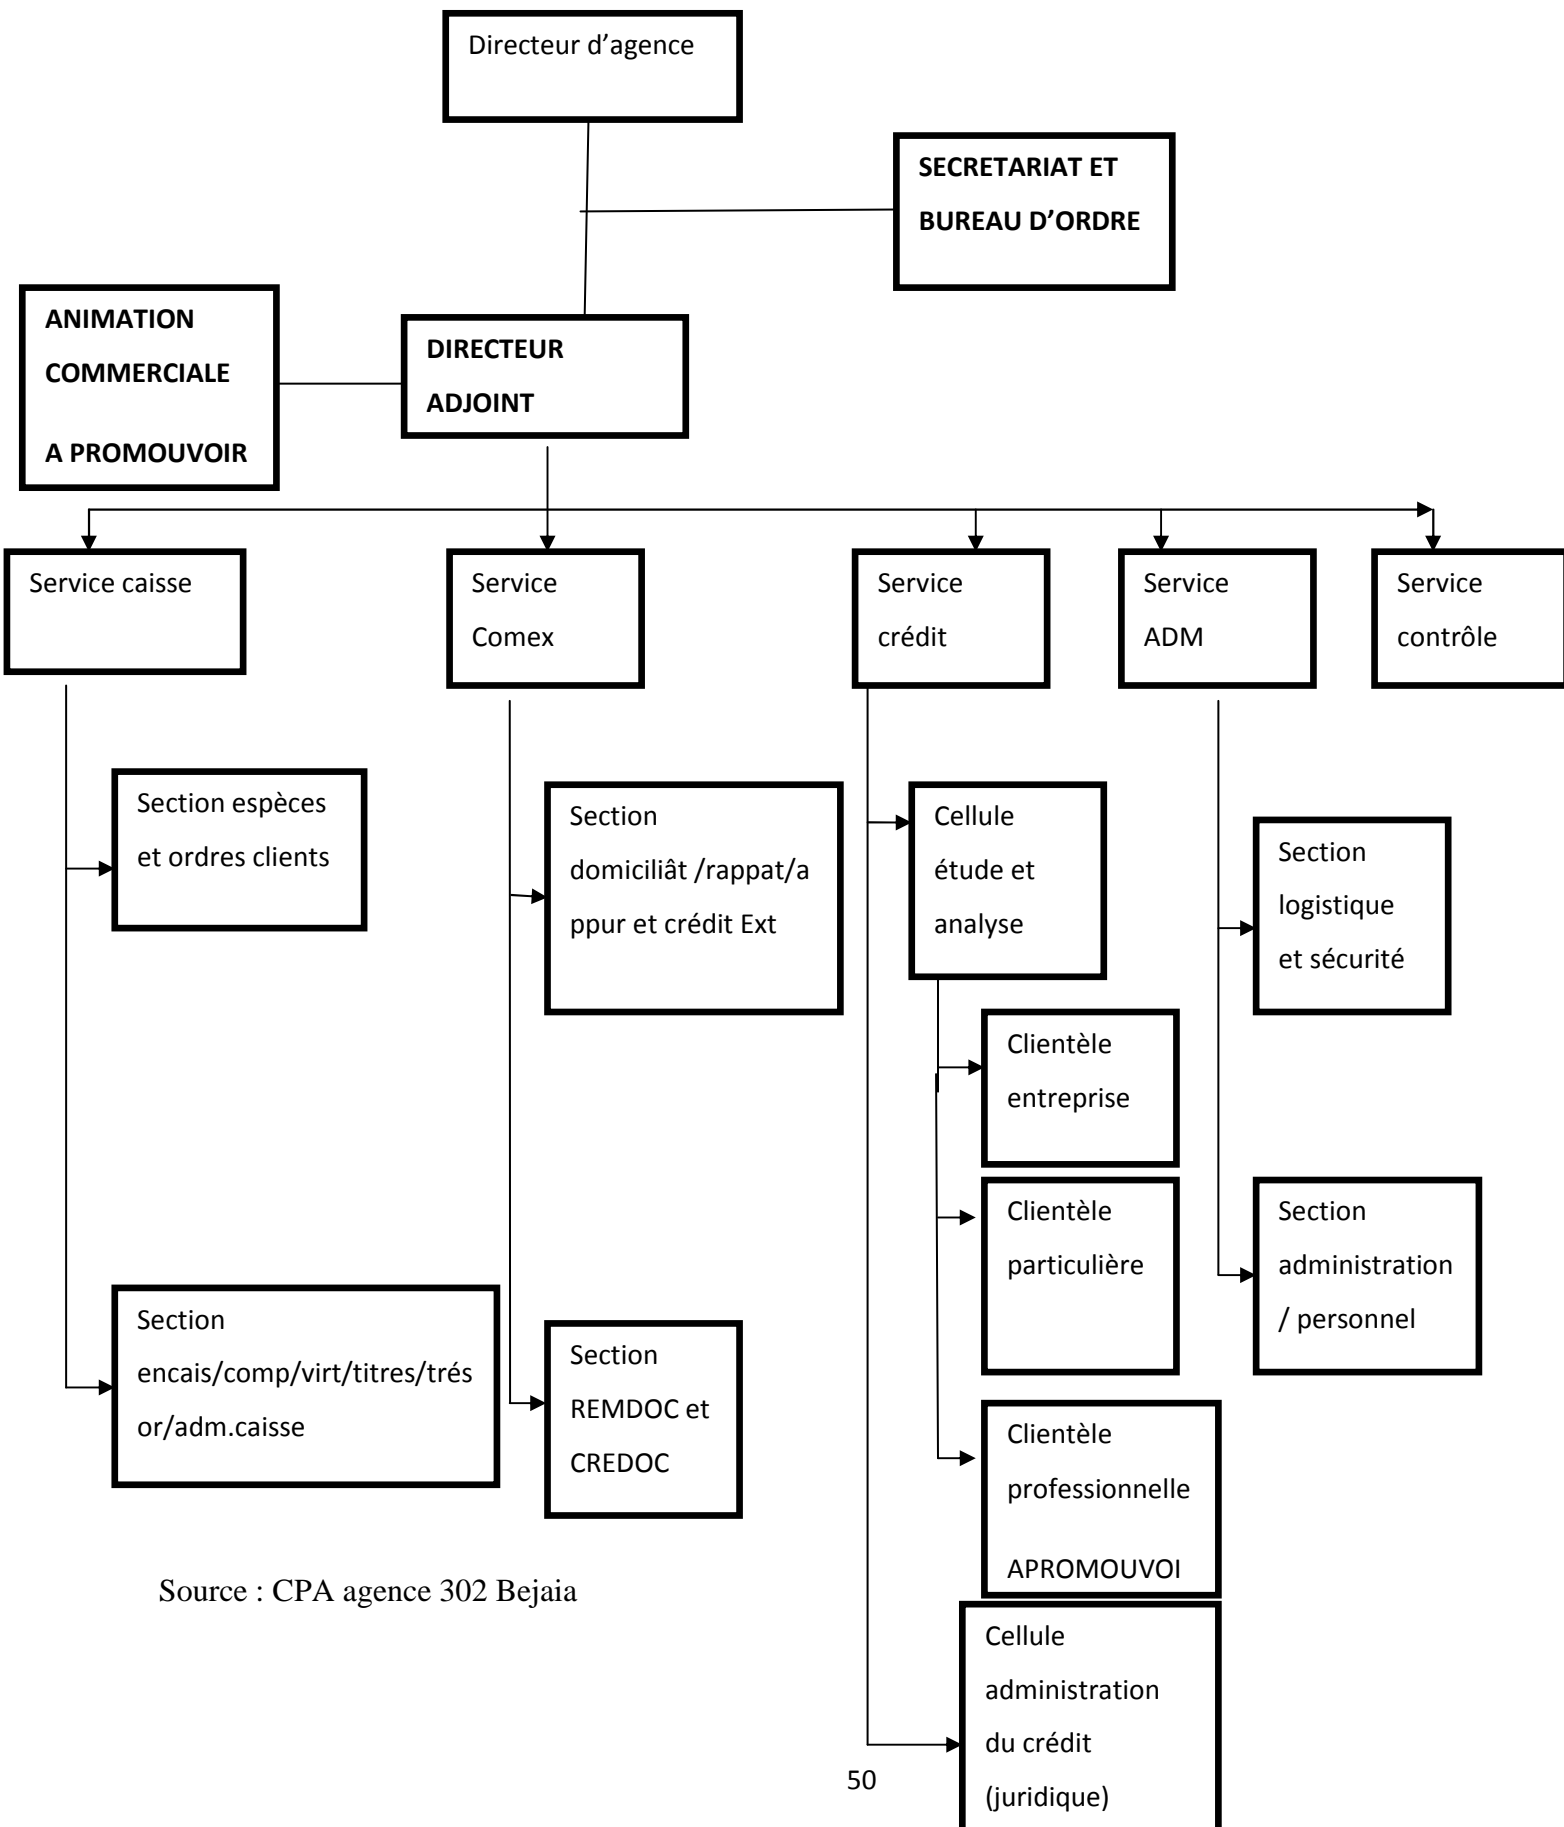 Directeur d’agence
SECRETARIAT ET
BUREAU D’ORDRE
ANIMATION
COMMERCIALE
A PROMOUVOIR
DIRECTEUR
ADJOINT
Service caisse
Service
Comex
Service
crédit
Service
ADM
Service
contrôle
Section espèces
et ordres clients
Section
domiciliât /rappat/a
ppur et crédit Ext
Cellule
étude et
analyse
Section
logistique
et sécurité
Clientèle
entreprise
Clientèle
particulière
Section
administration
/ personnel
Section
encais/comp/virt/titres/trés
or/adm.caisse
Section
REMDOC et
CREDOC
Clientèle
professionnelle
APROMOUVOI
Source : CPA agence 302 Bejaia
Cellule
administration
du crédit
(juridique)
50